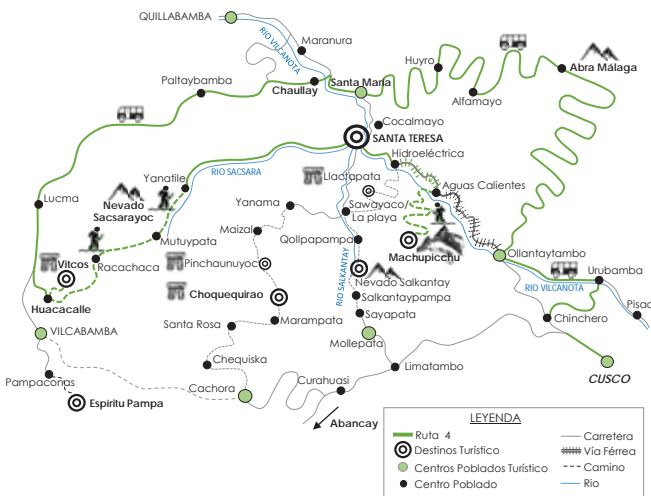 QUILLABAMBA
RIO VILLANOTA
Maranura
Huyro
Abra Málaga
Paltaybamba
Chaullay
Santa María
Alfamayo
Cocalmayo
SANTA TERESA
Hidroeléctrica
RIO SACSARA
Llactapata
Aguas Calientes
Yanatile
Nevado
Sacsarayoc
Lucma
Yanama
Sawayaco/
La playa
Maizal
Mutuypata
Qollpapampa
Machupicchu
Ollantaytambo
Vitcos
Racachaca
Pinchaunuyoc
Nevado Salkantay
Urubamba
RIO VILCANOTA
Choquequirao
RIO SALKANTAY
Salkantaypampa
Pisac
Huacacalle
Sayapata
Chinchero
Santa Rosa
Marampata
VILCABAMBA
Mollepata
Chequiska
Limatambo
CUSCO
Pampaconas
Cachora
Curahuasi
Espíritu Pampa
Abancay
LEYENDA
Ruta 4
Carretera
Destinos Turístico
Vía Férrea
Centros Poblados Turístico
Camino
Centro Poblado
Rio